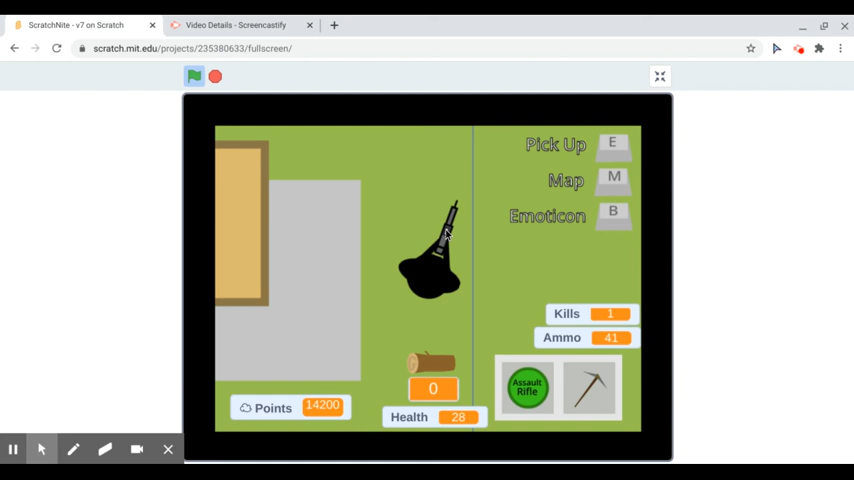 ScratchNite - v7 on Scratch
Video Details - Screencastify
scratch.mit.edu/projects/235380633/fullscreen/
Pick Up
E
Map
M
Emoticon
B
Kills 1
Ammo 41
Assault
Rifle
0
Points 14200
Health 28